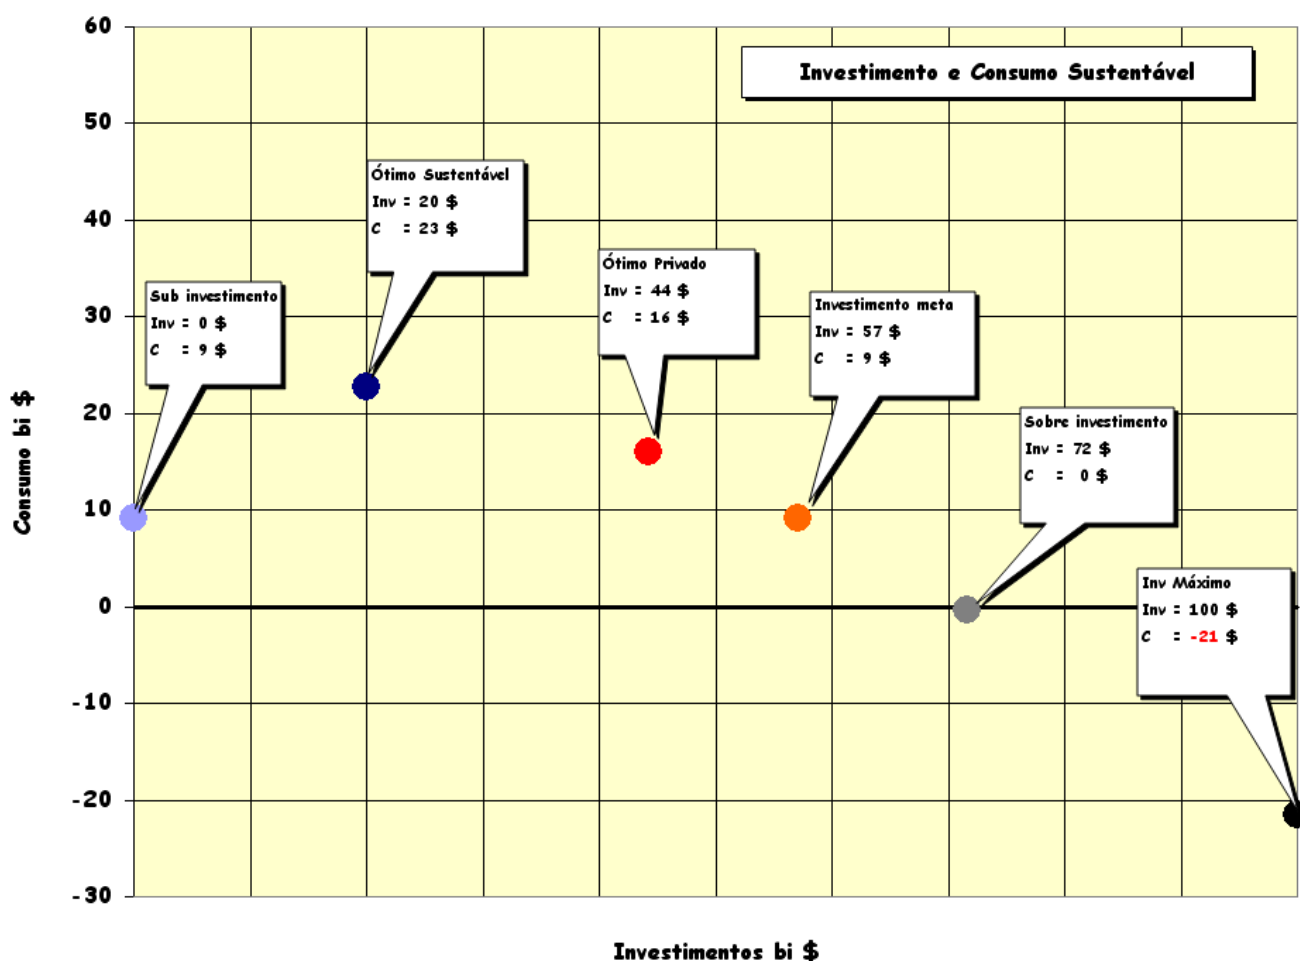 Investimento e Consumo Sustentável
60
50
40
30
20
10
0
-10
-20
-30
Consumo bi $
Ótimo Sustentável
Inv = 20 $
C = 23 $
Ótimo Privado
Inv = 44 $
C = 16 $
Sub investimento
Inv = 0 $
C = 9 $
Investimento meta
Inv = 57 $
C = 9 $
Sobre investimento
Inv = 72 $
C = 0 $
Inv Máximo
Inv = 100 $
C = -21 $
Investimentos bi $